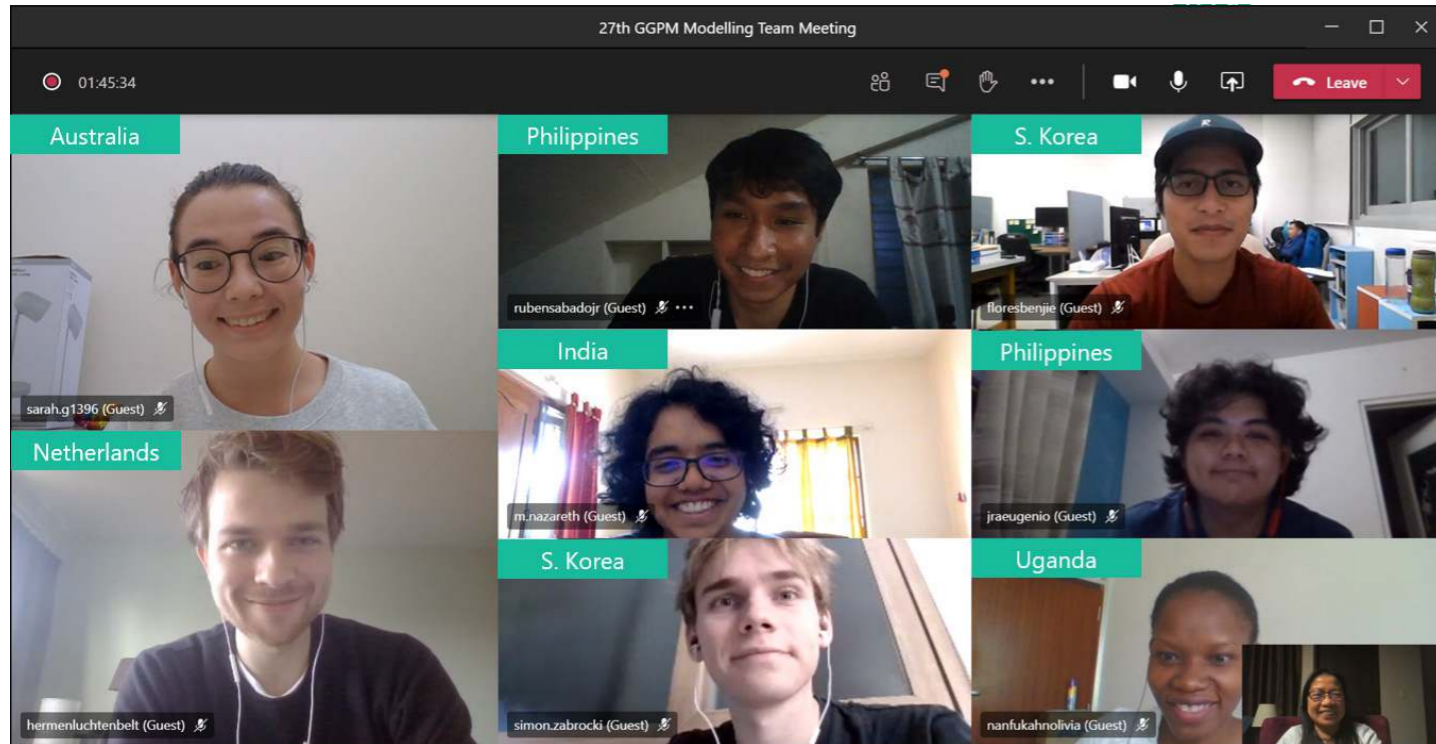 27th GGPM Modelling Team Meeting
01:45:34
Leave
Australia
sarah.g1396 (Guest)
Philippines
rubensabadojr (Guest)
S. Korea
floresbenjie (Guest)
India
m.nazareth (Guest)
Philippines
jraeugenio (Guest)
Netherlands
hermenluchtenbelt (Guest)
S. Korea
simon.zabrocki (Guest)
Uganda
nanfukahnolivia (Guest)